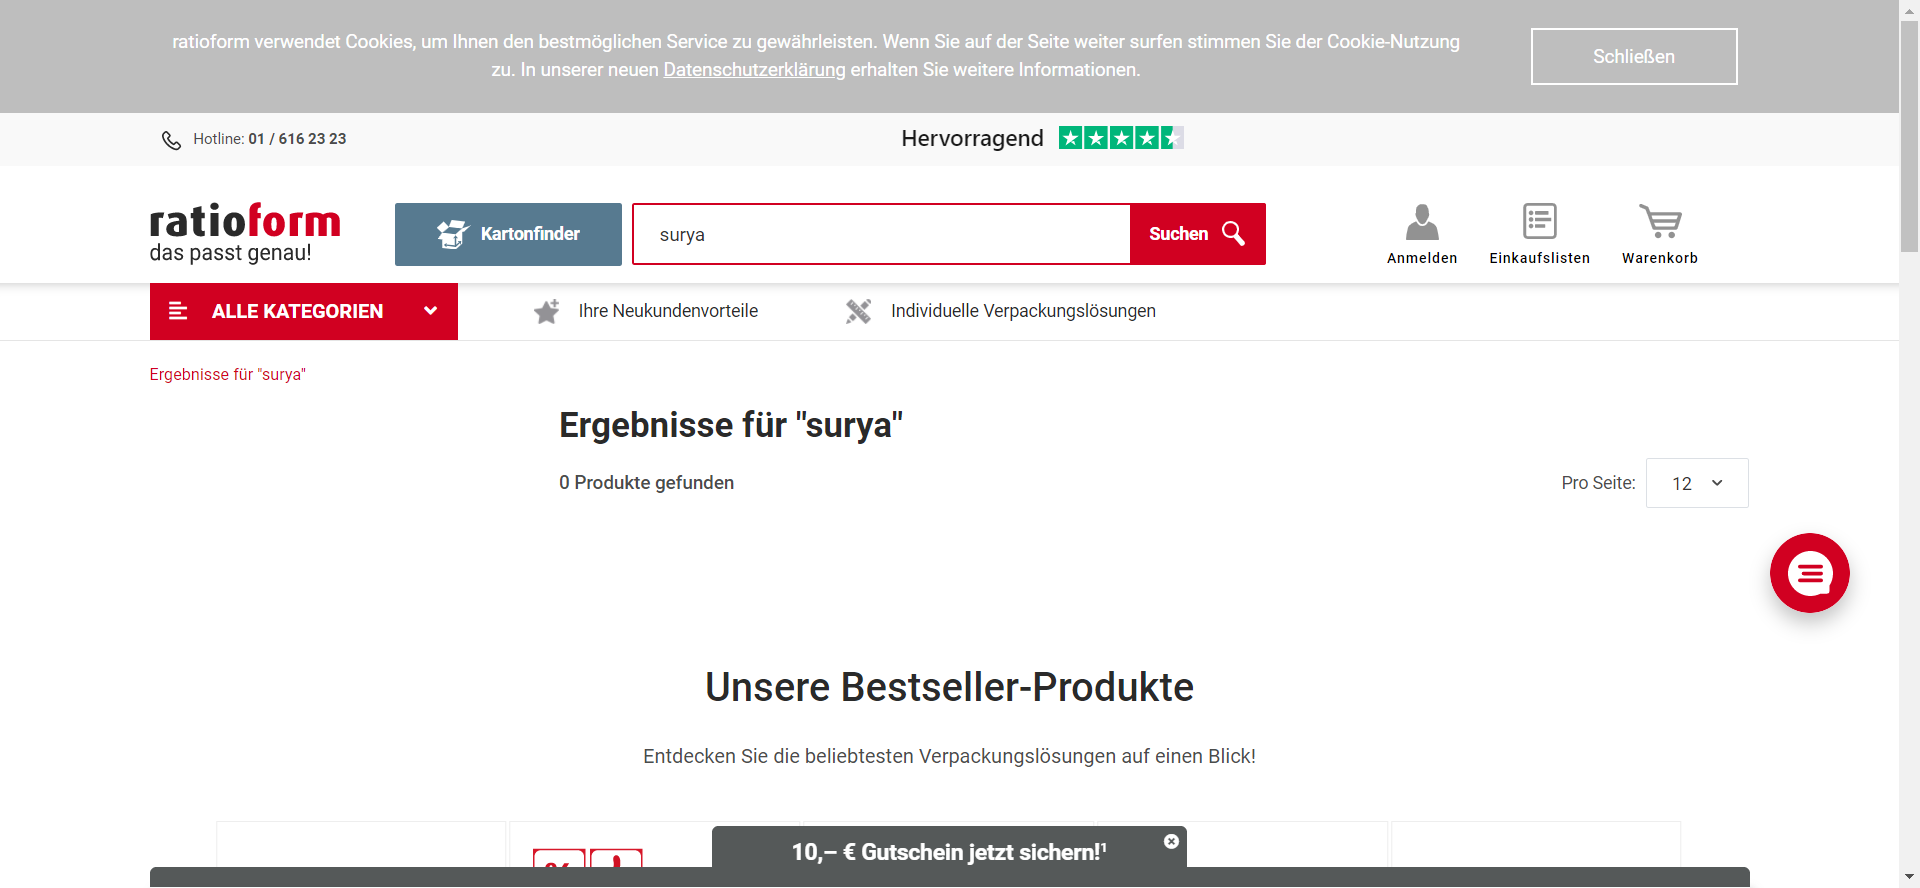 ratioform verwendet Cookies, um Ihnen den bestmöglichen Service zu gewährleisten. Wenn Sie auf der Seite weiter surfen stimmen Sie der Cookie-Nutzung
zu. In unserer neuen Datenschutzerklärung erhalten Sie weitere Informationen.
Schließen
Hotline: 01 / 616 23 23
Hervorragend
ratioform
das passt genau!
Kartonfinder
surya
Suchen
Anmelden
Einkaufslisten
Warenkorb
ALLE KATEGORIEN
Ihre Neukundenvorteile
Individuelle Verpackungslösungen
Ergebnisse für "surya"
Ergebnisse für "surya"
0 Produkte gefunden
Pro Seite:
12
Unsere Bestseller-Produkte
Entdecken Sie die beliebtesten Verpackungslösungen auf einen Blick!
10,– € Gutschein jetzt sichern!¹